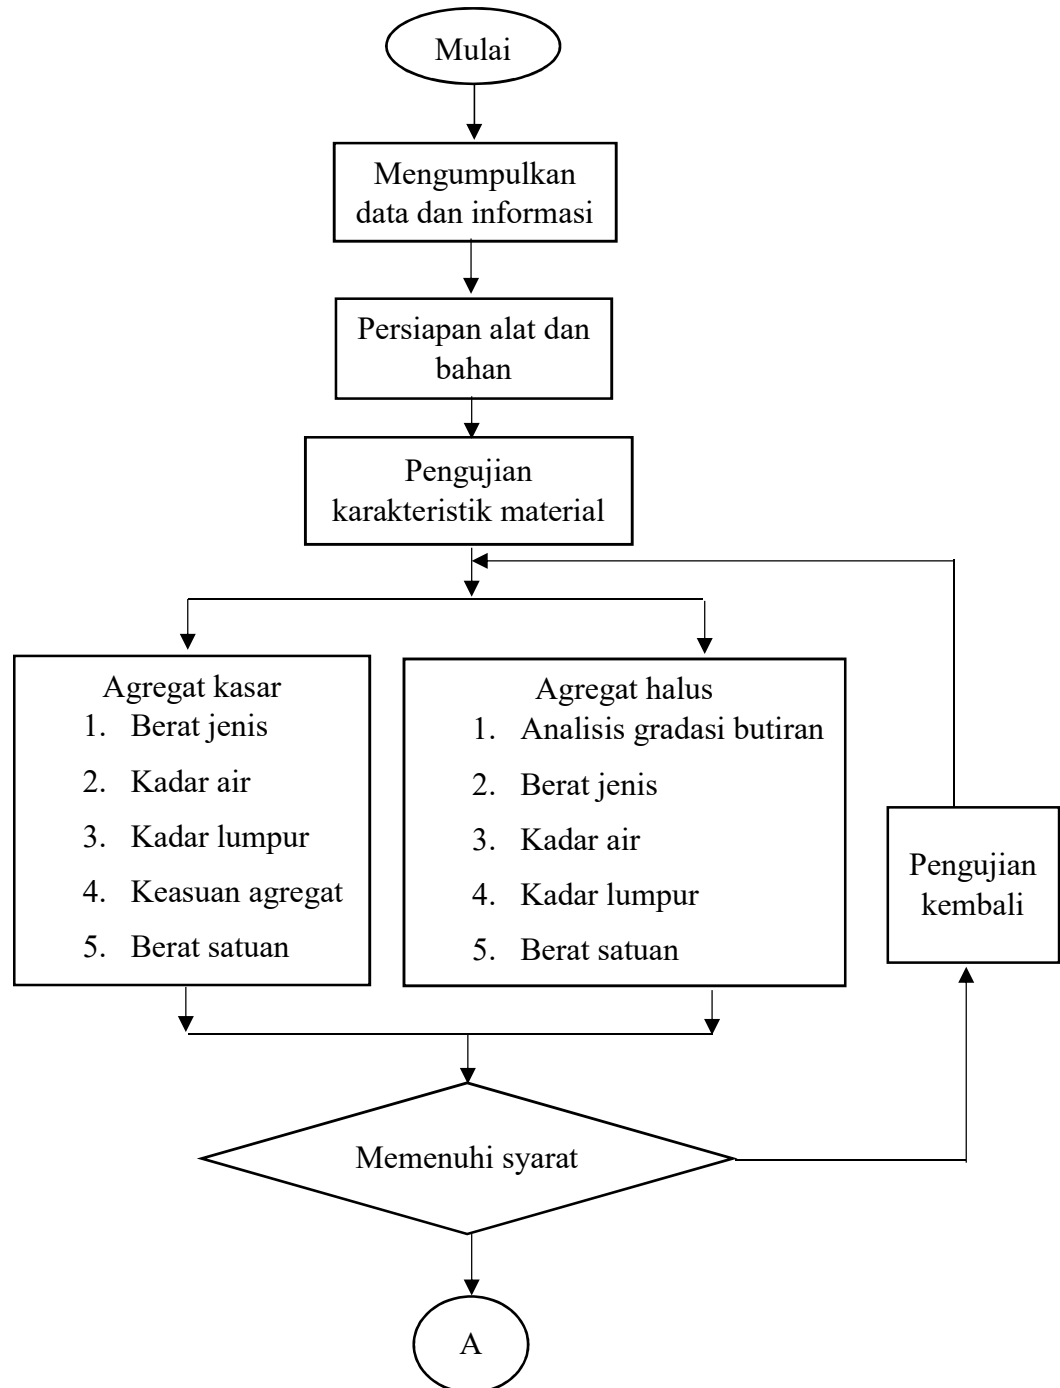 Mulai
Mengumpulkan
data dan informasi
Persiapan alat dan
bahan
Pengujian
karakteristik material
Agregat kasar
1. Berat jenis
2. Kadar air
3. Kadar lumpur
4. Keasuan agregat
5. Berat satuan
Agregat halus
1. Analisis gradasi butiran
2. Berat jenis
3. Kadar air
4. Kadar lumpur
5. Berat satuan
Pengujian
kembali
Memenuhi syarat
A